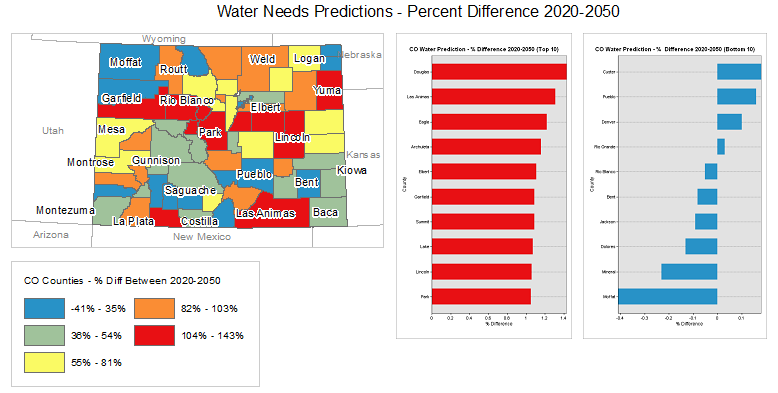 Water Needs Predictions - Percent Difference 2020-2050
Wyoming
Nebraska
Utah
Kansas
Arizona
New Mexico
Moffat
Routt
Weld
Logan
Garfield
Rio Blanco
Yuma
Elbert
Mesa
Park
Lincoln
Montrose
Gunnison
Pueblo
Kiowa
Saguache
Bent
Montezuma
La Plata
Costilla
Las Animas
Baca
CO Counties - % Diff Between 2020-2050
-41% - 35%
36% - 54%
55% - 81%
82% - 103%
104% - 143%
CO Water Prediction - % Difference 2020-2050 (Top 10)
County
Douglas
Las Animas
Eagle
Archuleta
Elbert
Garfield
Summit
Lake
Lincoln
Park
0 0.2 0.4 0.6 0.8 1 1.2 1.4
% Difference
CO Water Prediction - % Difference 2020-2050 (Bottom 10)
County
Custer
Pueblo
Denver
Rio Grande
Rio Blanco
Bent
Jackson
Dolores
Mineral
Moffat
-0.4 -0.3 -0.2 -0.1 0 0.1
% Difference